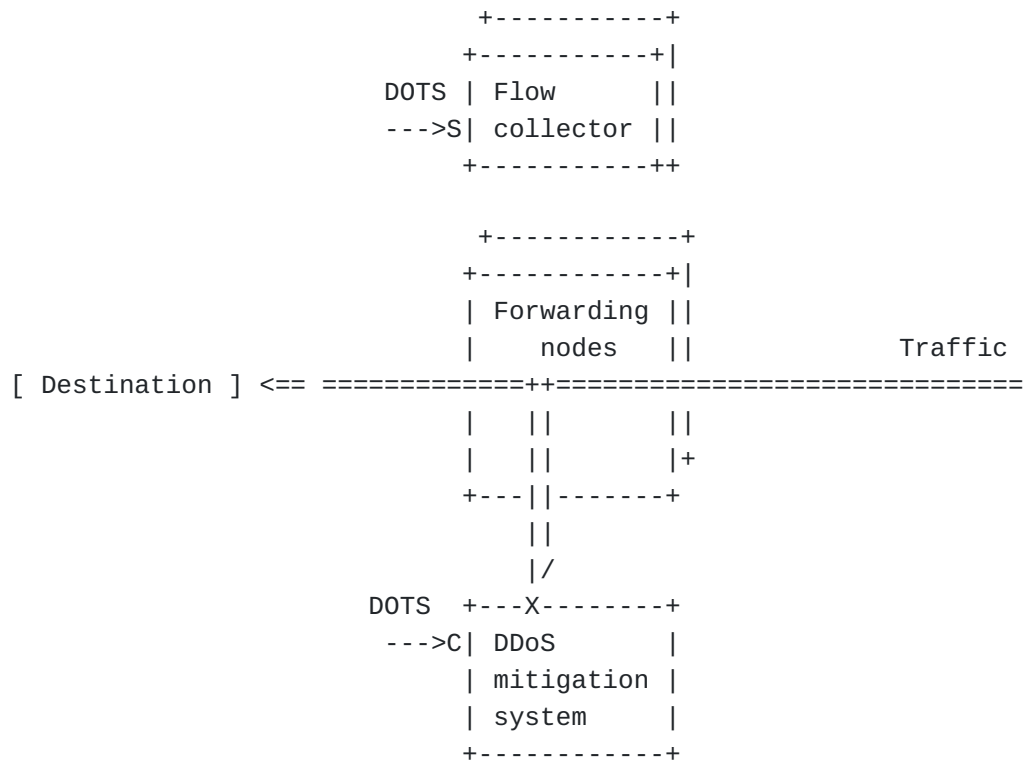 +-----------+
+-----------+|
DOTS | Flow      ||
--->S| collector ||
+-----------++
+------------+
+------------+|
| Forwarding ||
|    nodes   ||             Traffic
[ Destination ] <== =============++==============================
|   ||       ||
|   ||       |+
+---||-------+
||
|/
DOTS  +---X--------+
--->C| DDoS       |
| mitigation |
| system     |
+------------+